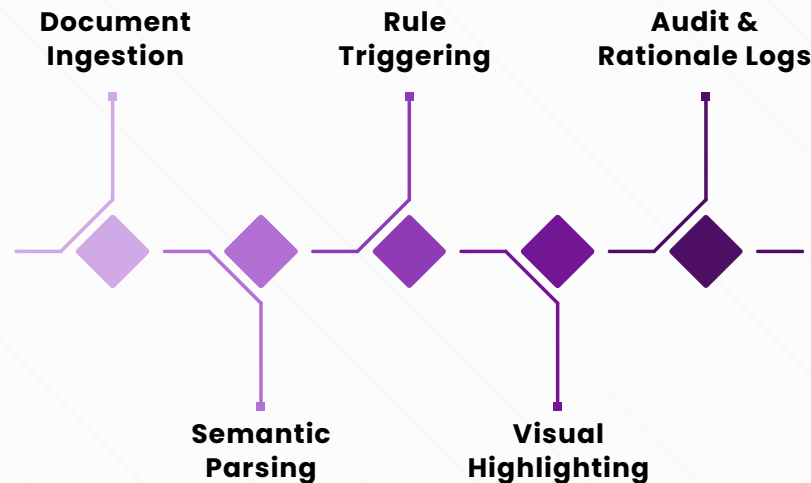 Document
Ingestion
Rule
Triggering
Audit &
Rationale Logs
Semantic
Parsing
Visual
Highlighting